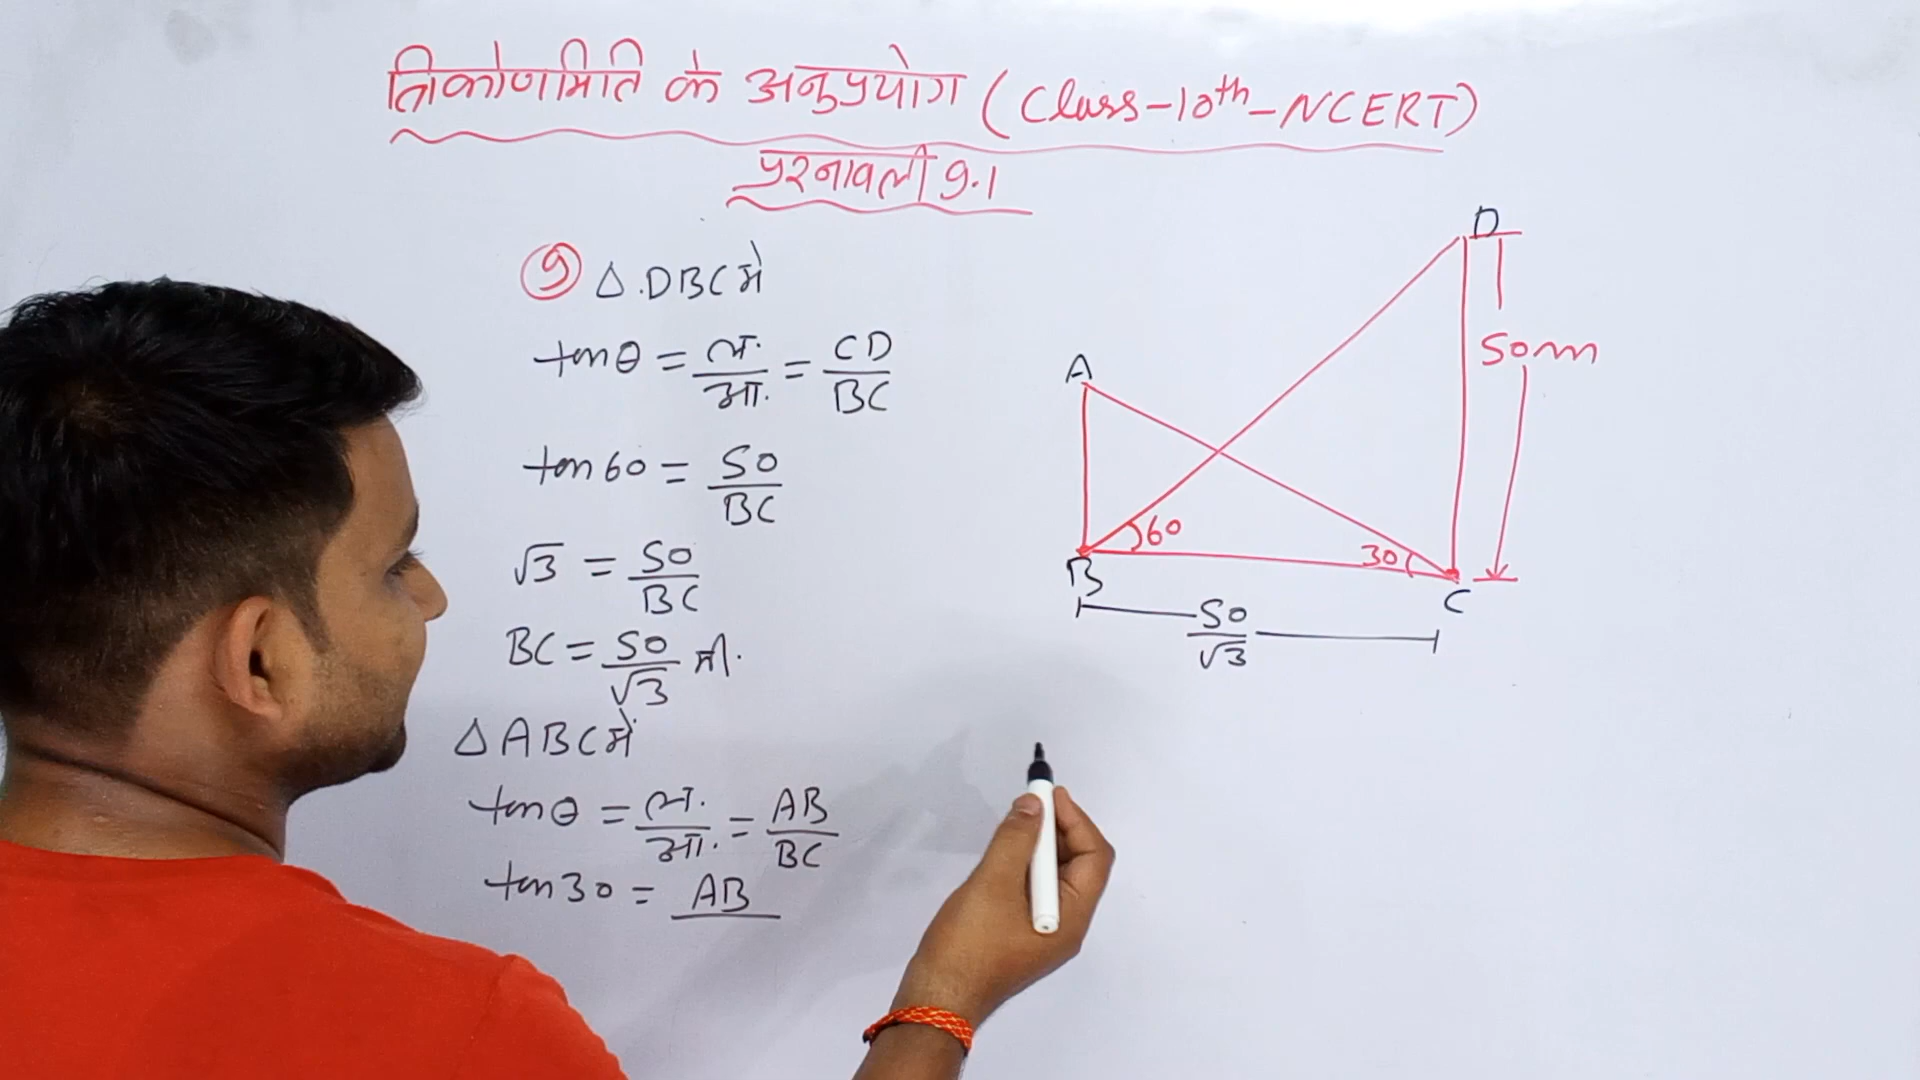 त्रिकोणमिति के अनुप्रयोग (Class-10th-NCERT)
प्रश्नावली 9.1
9 Δ.DBC मे
tanθ = ल. / आ. = CD / BC
tan60 = 50 / BC
√3 = 50 / BC
BC = 50 / √3 मी.
ΔABC में
tanθ = ल. / आ. = AB / BC
tan30 = AB
D
50m
A
60
30
B
C
50 / √3